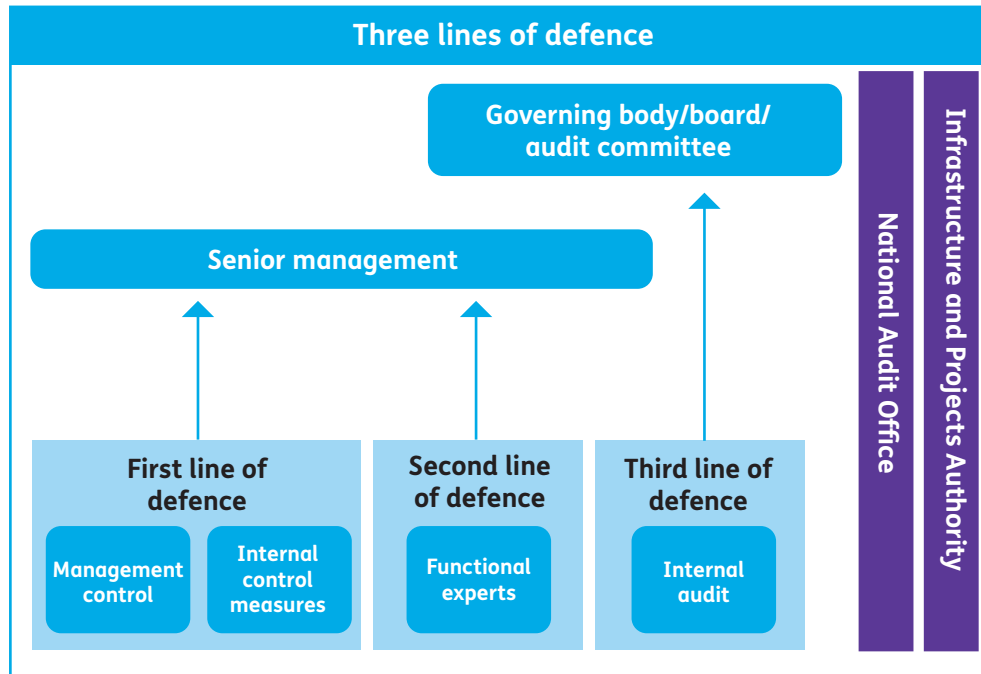 Three lines of defence
Governing body/board/
audit committee
Senior management
First line of
defence
Management
control
Internal
control
measures
Second line
of defence
Functional
experts
Third line of
defence
Internal
audit
National Audit Office
Infrastructure and Projects Authority